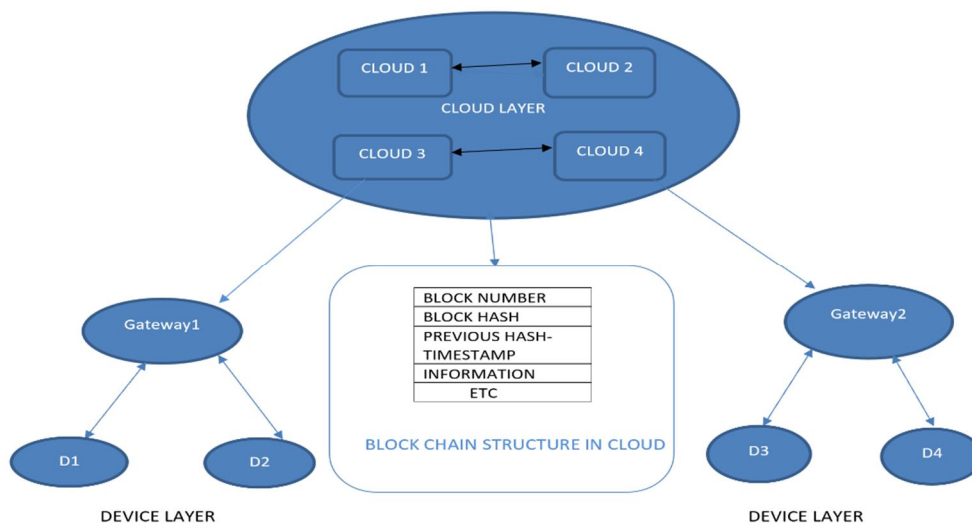 CLOUD 1
CLOUD 2
CLOUD LAYER
CLOUD 3
CLOUD 4
Gateway1
BLOCK NUMBER
BLOCK HASH
PREVIOUS HASH-
TIMESTAMP
INFORMATION
ETC
BLOCK CHAIN STRUCTURE IN CLOUD
Gateway2
D1
D2
D3
D4
DEVICE LAYER
DEVICE LAYER